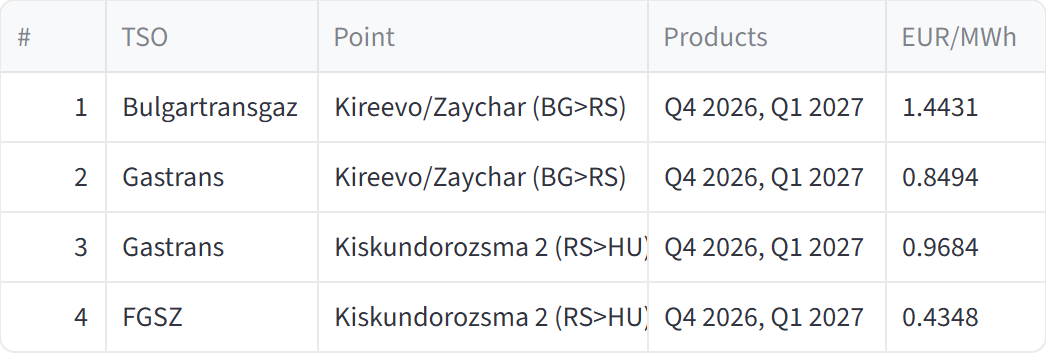 # TSO Point Products EUR/MWh
1 Bulgartransgaz Kireevo/Zaychar (BG>RS) Q4 2026, Q1 2027 1.4431
2 Gastrans Kireevo/Zaychar (BG>RS) Q4 2026, Q1 2027 0.8494
3 Gastrans Kiskundorozsma 2 (RS>HU) Q4 2026, Q1 2027 0.9684
4 FGSZ Kiskundorozsma 2 (RS>HU) Q4 2026, Q1 2027 0.4348